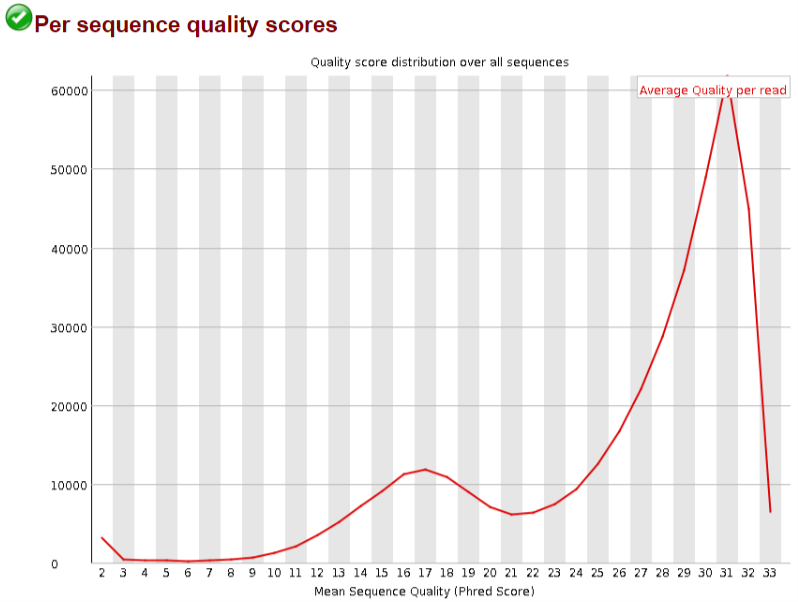 Per sequence quality scores
Quality score distribution over all sequences
Average Quality per read
60000
50000
40000
30000
20000
10000
0
2 3 4 5 6 7 8 9 10 11 12 13 14 15 16 17 18 19 20 21 22 23 24 25 26 27 28 29 30 31 32 33
Mean Sequence Quality (Phred Score)